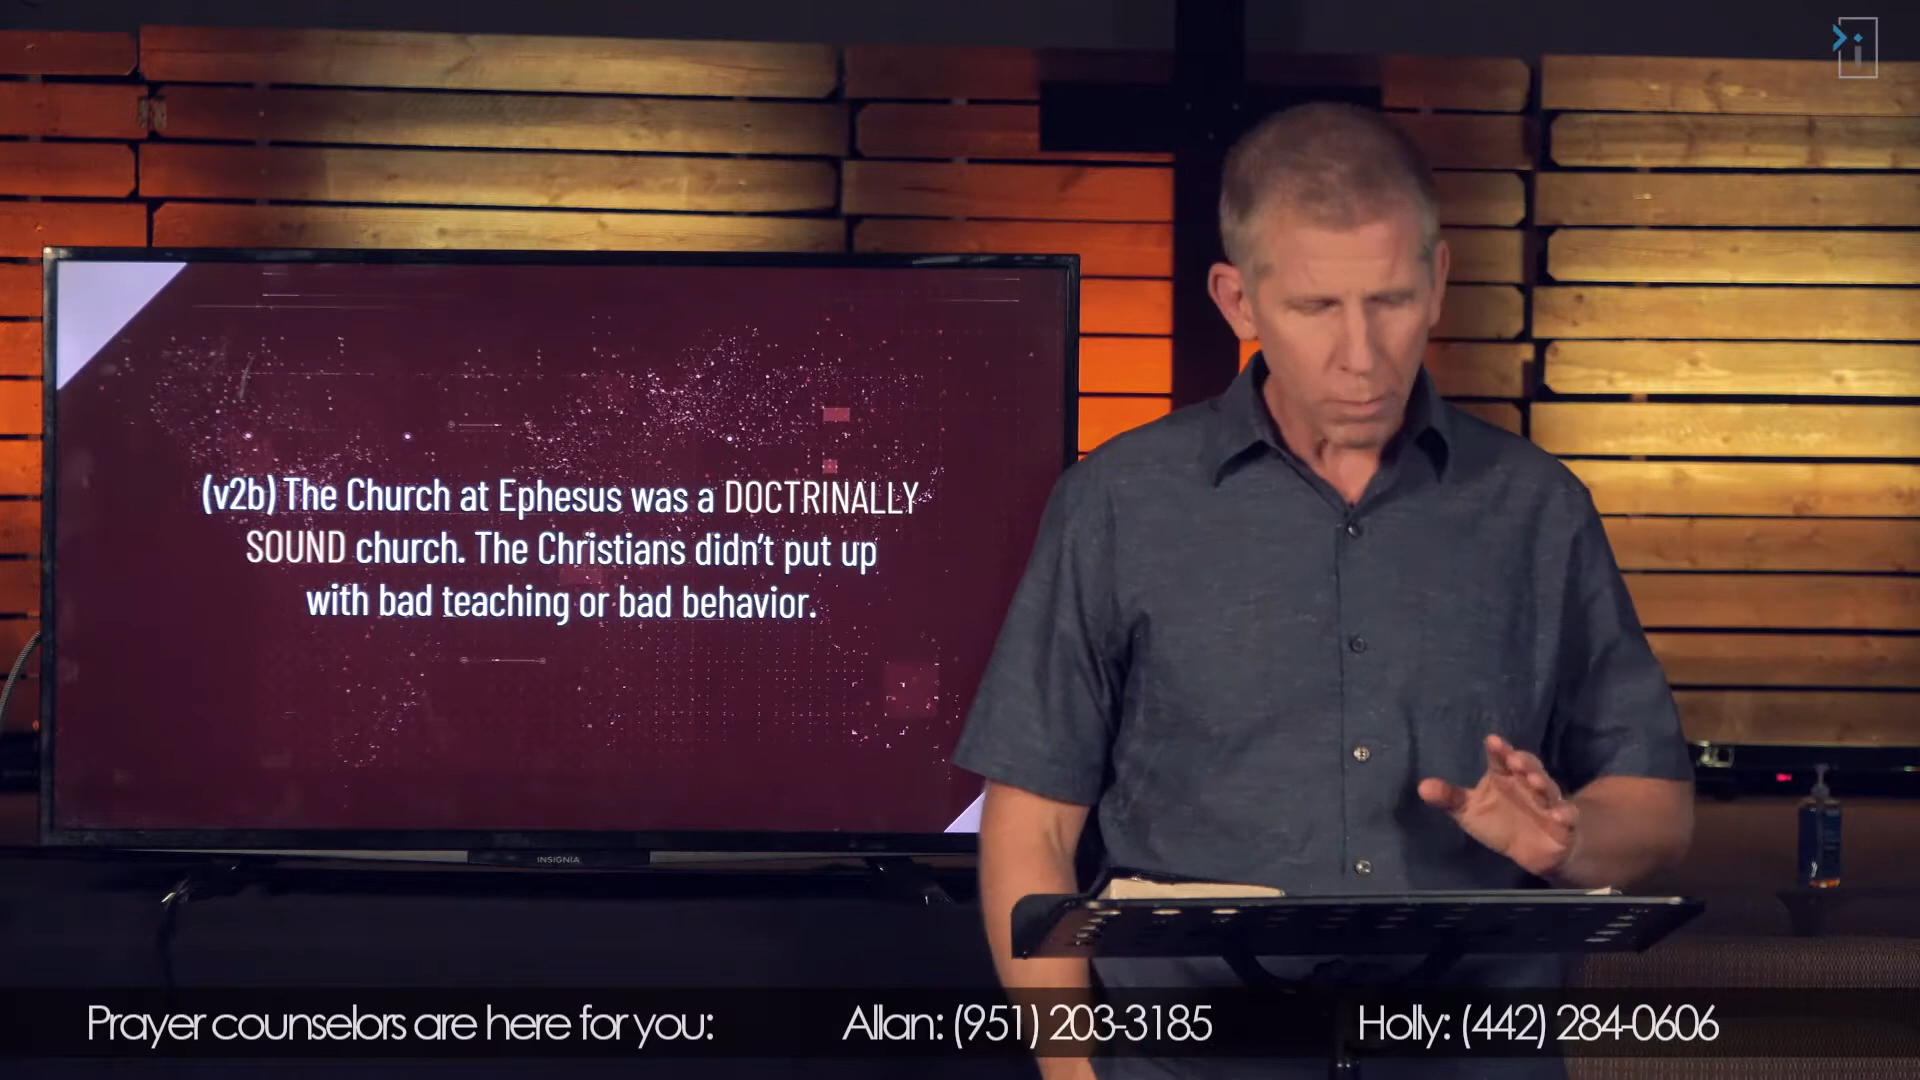 (v2b) The Church at Ephesus was a DOCTRINALLY
SOUND church. The Christians didn't put up
with bad teaching or bad behavior.
INSIGNIA
Prayer counselors are here for you: Allan: (951) 203-3185 Holly: (442) 284-0606